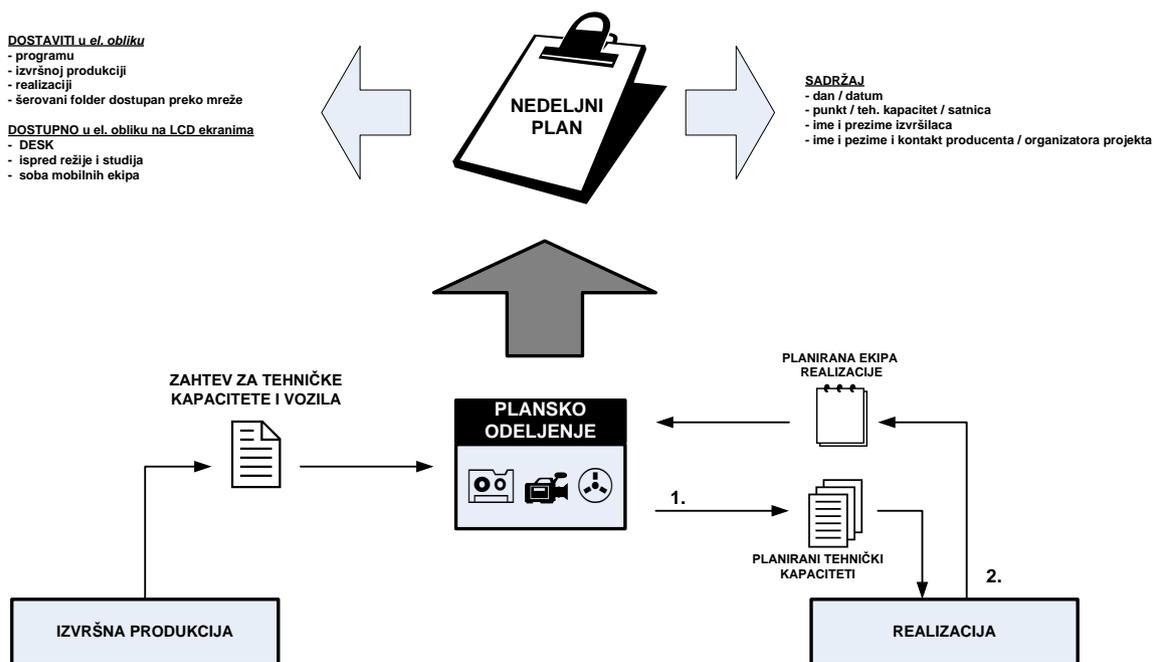 DOSTAVITI u el. obliku
- programu
- izvršnoj produkciji
- realizaciji
- šerovani folder dostupan preko mreže
DOSTUPNO u el. obliku na LCD ekranima
- DESK
- ispred režije i studija
- soba mobilnih ekipa
NEDELJNI
PLAN
SADRŽAJ
- dan / datum
- punkt / teh. kapacitet / satnica
- ime i prezime izvršilaca
- ime i pezime i kontakt producenta / organizatora projekta
ZAHTEV ZA TEHNIČKE
KAPACITETE I VOZILA
PLANSKO
ODELJENJE
PLANIRANA EKIPA
REALIZACIJE
1.
PLANIRANI TEHNIČKI
KAPACITETI
2.
IZVRŠNA PRODUKCIJA
REALIZACIJA